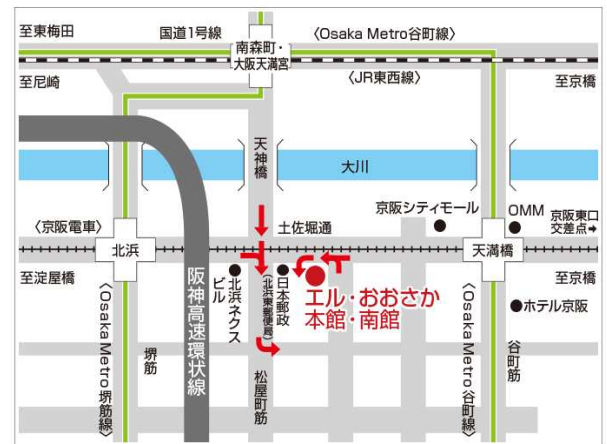 至東梅田
国道1号線
〈Osaka Metro谷町線〉
南森町・
大阪天満宮
至尼崎
〈JR東西線〉
至京橋
天神橋
大川
京阪シティモール
OMM
京阪東口
交差点➡
〈京阪電車〉
土佐堀通
北浜
天満橋
至淀屋橋
至京橋
阪神高速環状線
北浜ネクス
ビル
日本郵政
(北浜東郵便局)
エル・おおさか
本館・南館
ホテル京阪
〈Osaka Metro堺筋線〉
堺筋
松屋町筋
〈Osaka Metro谷町線〉
谷町筋